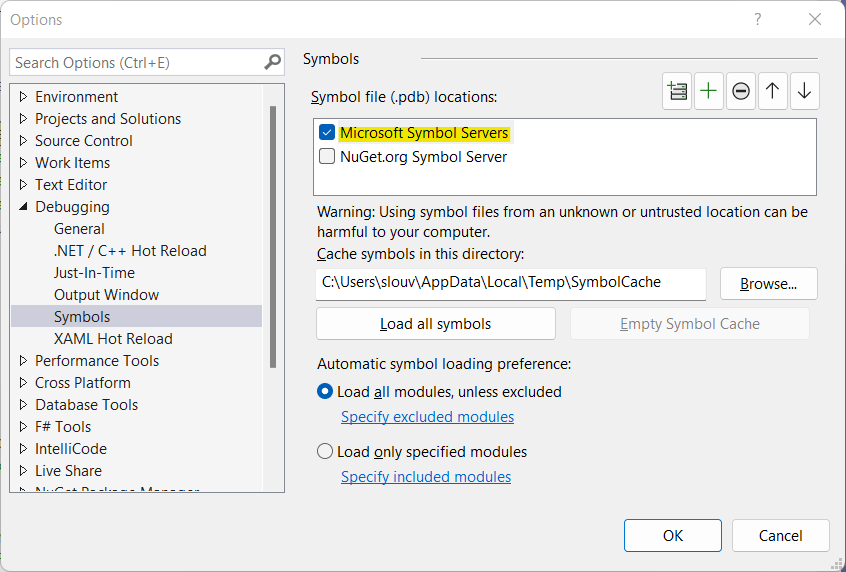 Options
?
Search Options (Ctrl+E)
Environment
Projects and Solutions
Source Control
Work Items
Text Editor
Debugging
General
.NET / C++ Hot Reload
Just-In-Time
Output Window
Symbols
XAML Hot Reload
Performance Tools
Cross Platform
Database Tools
F# Tools
IntelliCode
Live Share
NuGet Package Manager
Symbols
Symbol file (.pdb) locations:
Microsoft Symbol Servers
NuGet.org Symbol Server
Warning: Using symbol files from an unknown or untrusted location can be
harmful to your computer.
Cache symbols in this directory:
C:\Users\slouv\AppData\Local\Temp\SymbolCache
Browse...
Load all symbols
Empty Symbol Cache
Automatic symbol loading preference:
Load all modules, unless excluded
Specify excluded modules
Load only specified modules
Specify included modules
OK
Cancel